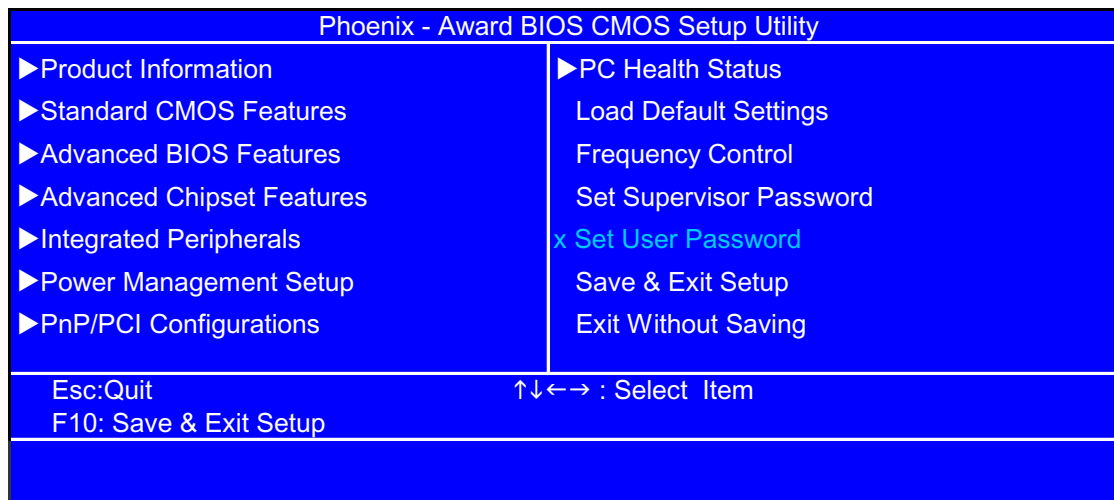 Phoenix - Award BIOS CMOS Setup Utility
▶Product Information
▶Standard CMOS Features
▶Advanced BIOS Features
▶Advanced Chipset Features
▶Integrated Peripherals
▶Power Management Setup
▶PnP/PCI Configurations
▶PC Health Status
Load Default Settings
Frequency Control
Set Supervisor Password
x Set User Password
Save & Exit Setup
Exit Without Saving
Esc:Quit
↑↓←→ : Select Item
F10: Save & Exit Setup